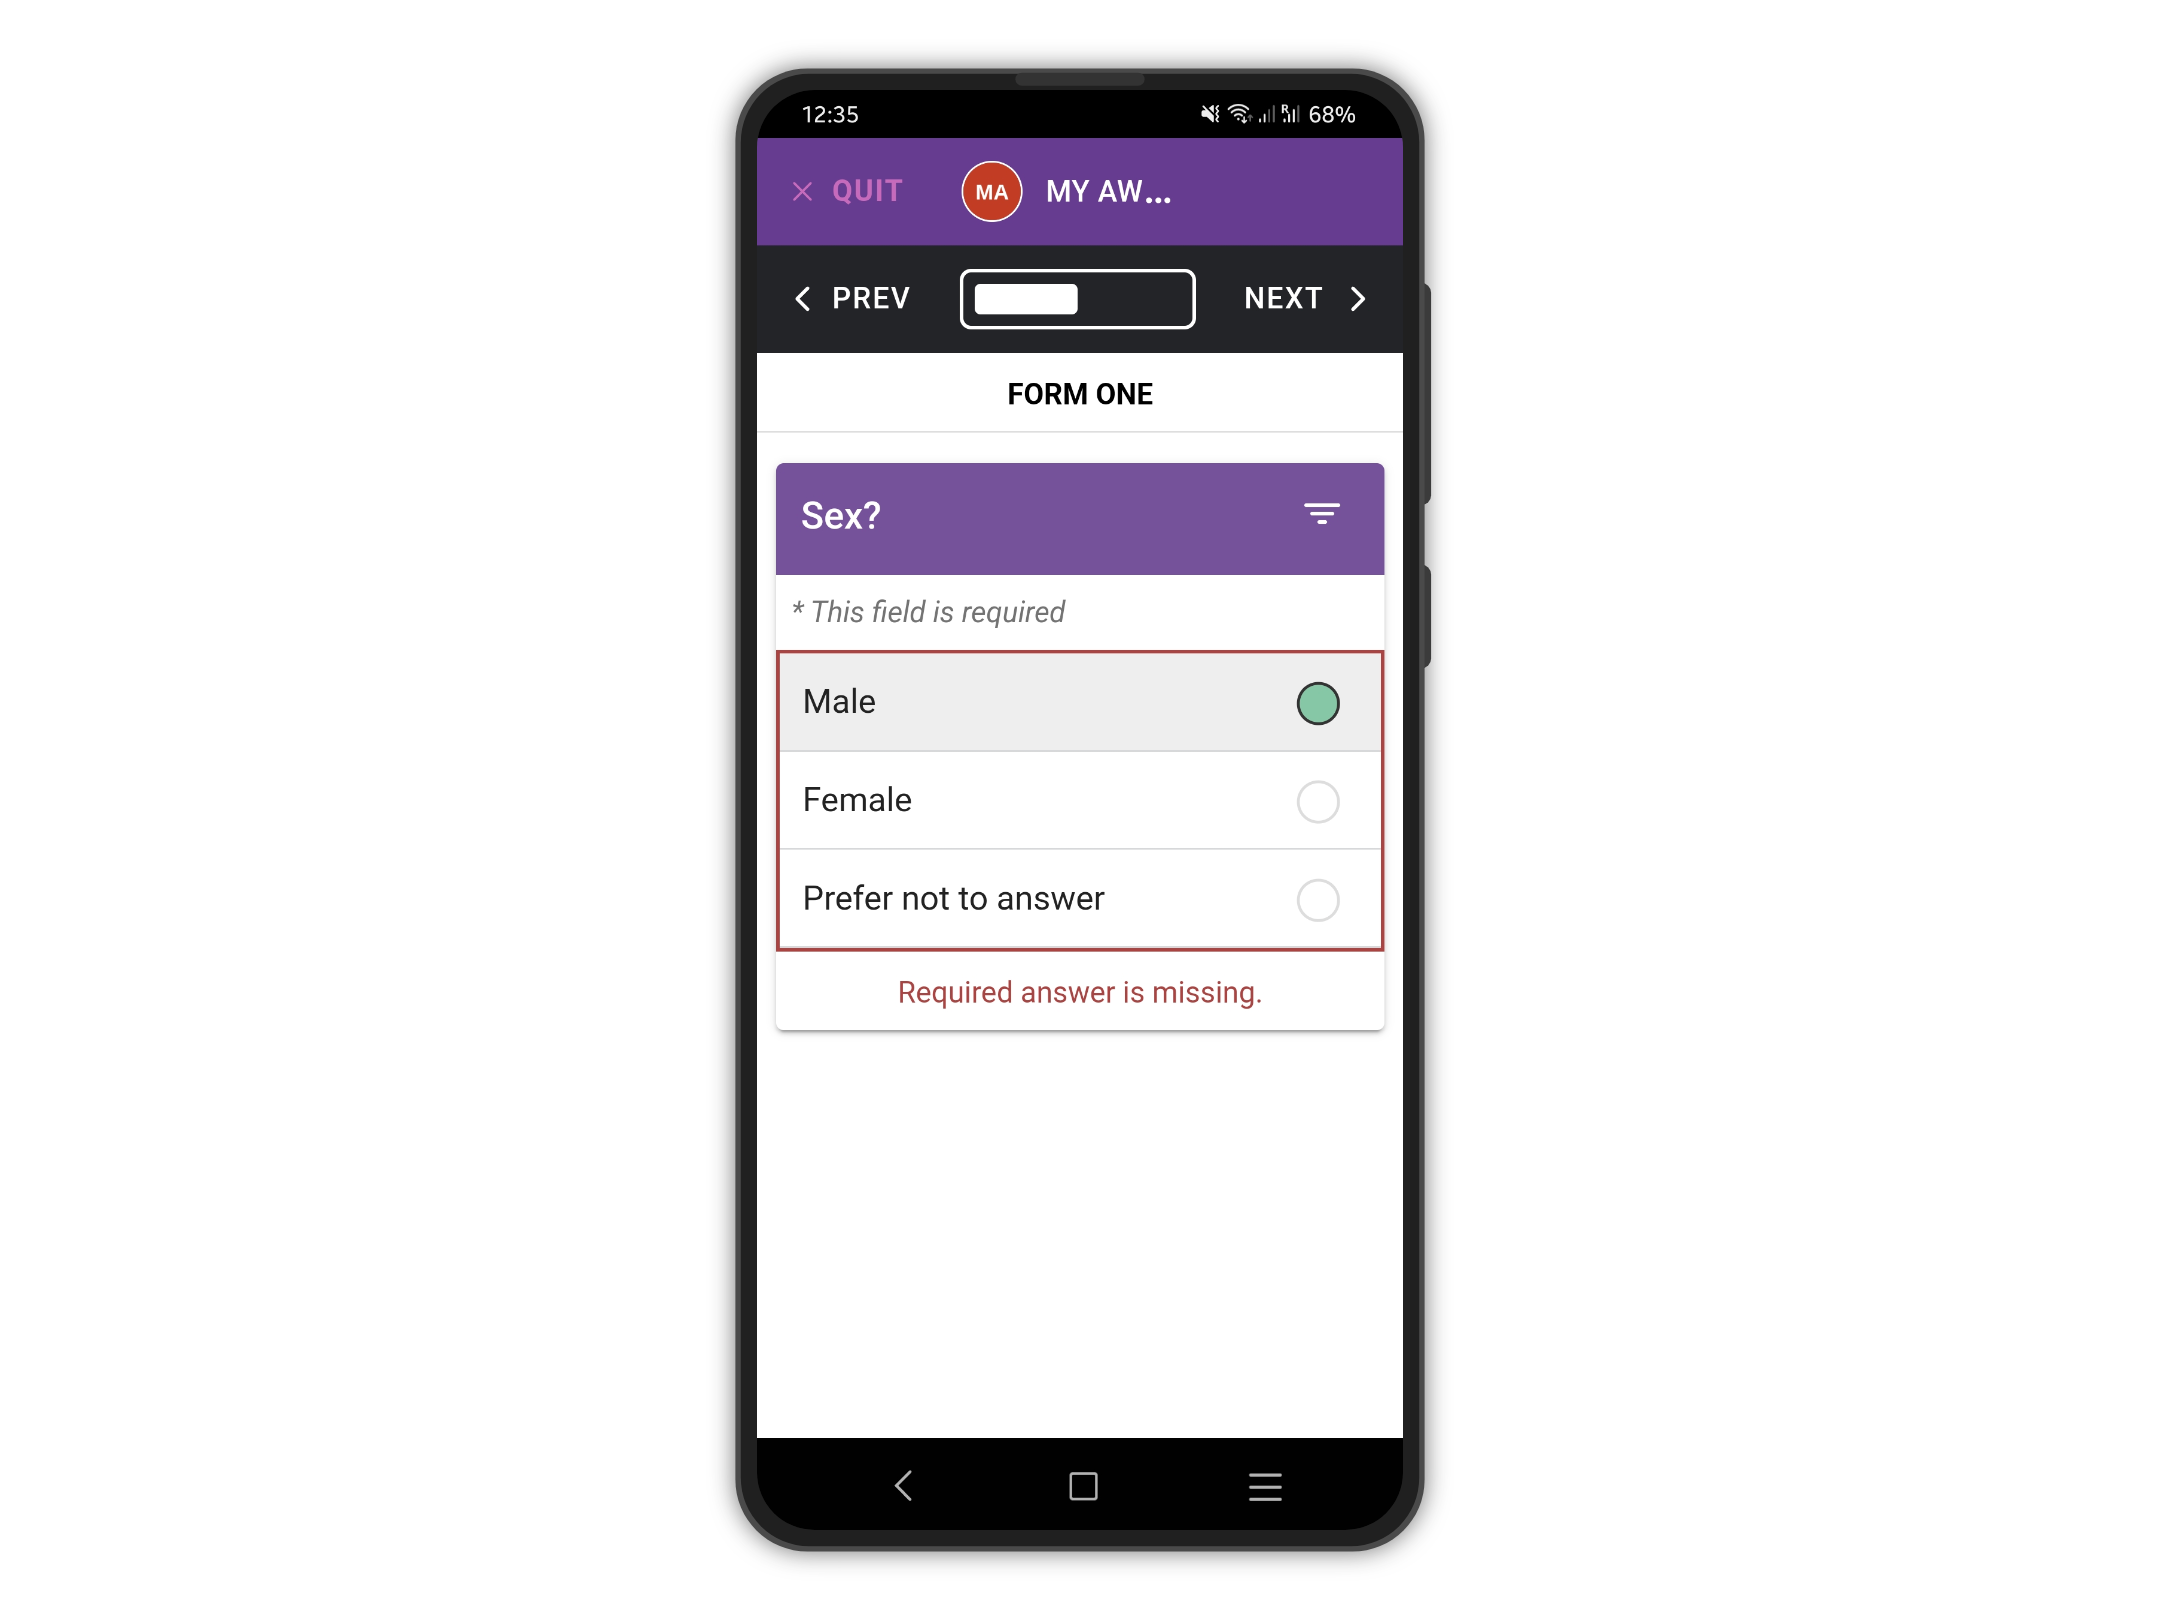 12:35 R 68%
QUIT MA MY AW...
PREV NEXT
FORM ONE
Sex?
* This field is required
Male
Female
Prefer not to answer
Required answer is missing.